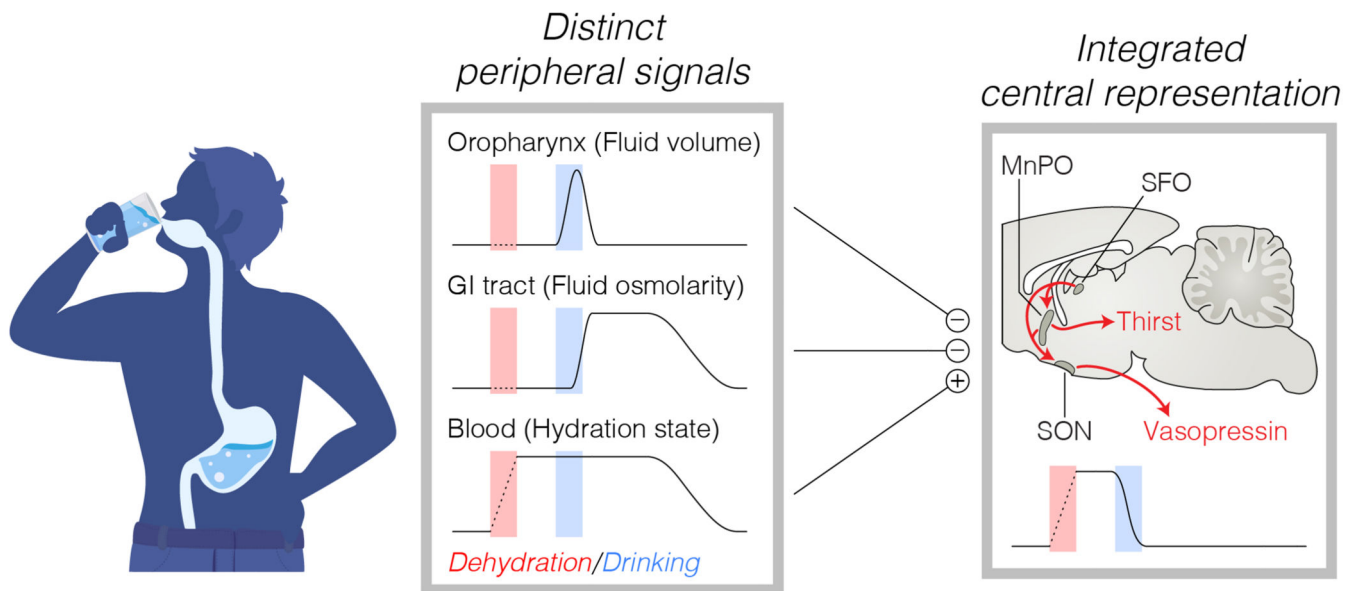 Distinct
peripheral signals
Oropharynx (Fluid volume)
GI tract (Fluid osmolarity)
Blood (Hydration state)
Dehydration/Drinking
−
−
+
Integrated
central representation
MnPO
SFO
Thirst
SON
Vasopressin